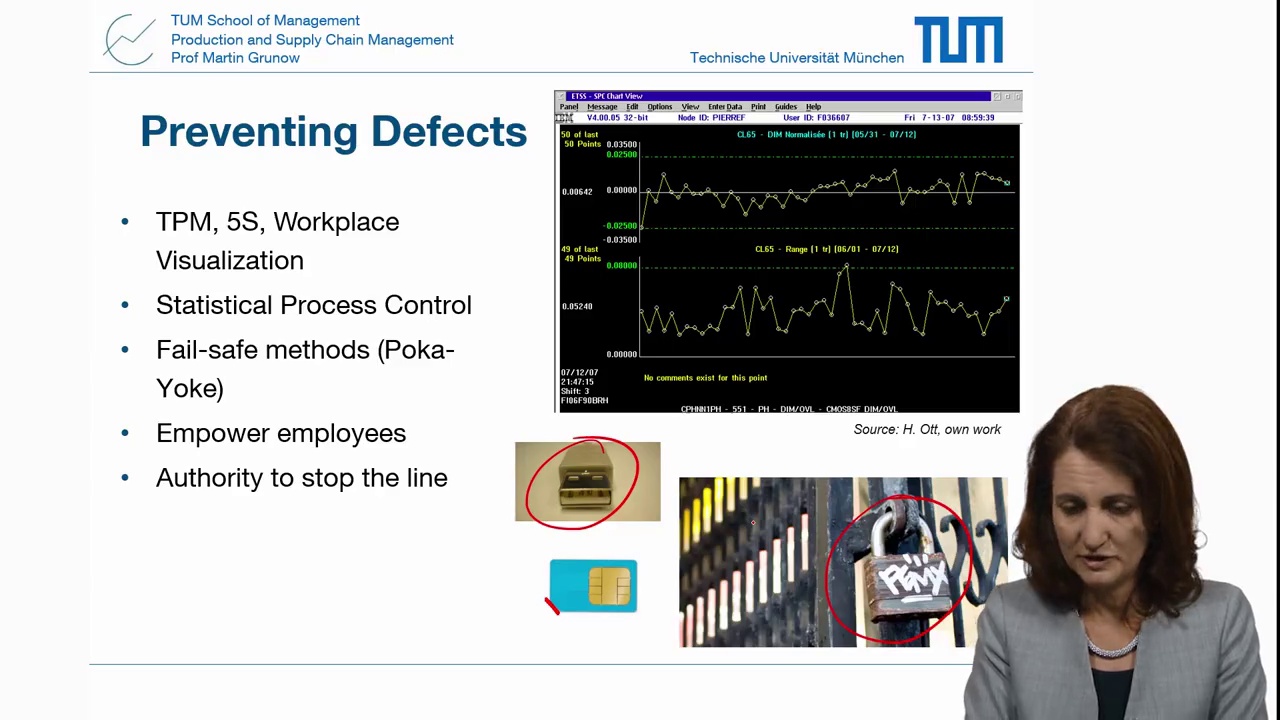 TUM School of Management
Production and Supply Chain Management
Prof Martin Grunow
Technische Universität München
TUM
Preventing Defects
• TPM, 5S, Workplace
Visualization
• Statistical Process Control
• Fail-safe methods (Poka-
Yoke)
• Empower employees
• Authority to stop the line
ETSS - SPC Chart View
Panel Message Edit Options View Enter Data Print Guides Help
IBM V4.00.05 32-bit Node ID: PIERREF User ID: F036607 Fri 7-13-07 08:59:39
50 of last
50 Points
CL65 - DIM Normalisée [1 tr] (05/31 - 07/12)
0.03500
0.02500
0.00642
0.00000
-0.02500
-0.03500
49 of last
49 Points
CL65 - Range [1 tr] (06/01 - 07/12)
0.08000
0.05240
0.00000
07/12/07
21:47:15
Shift: 3
FI06F90BRH
No comments exist for this point
CPHNN1PH - 551 - PH - DIM/OVL - CMOS8SF DIM/OVL
Source: H. Ott, own work